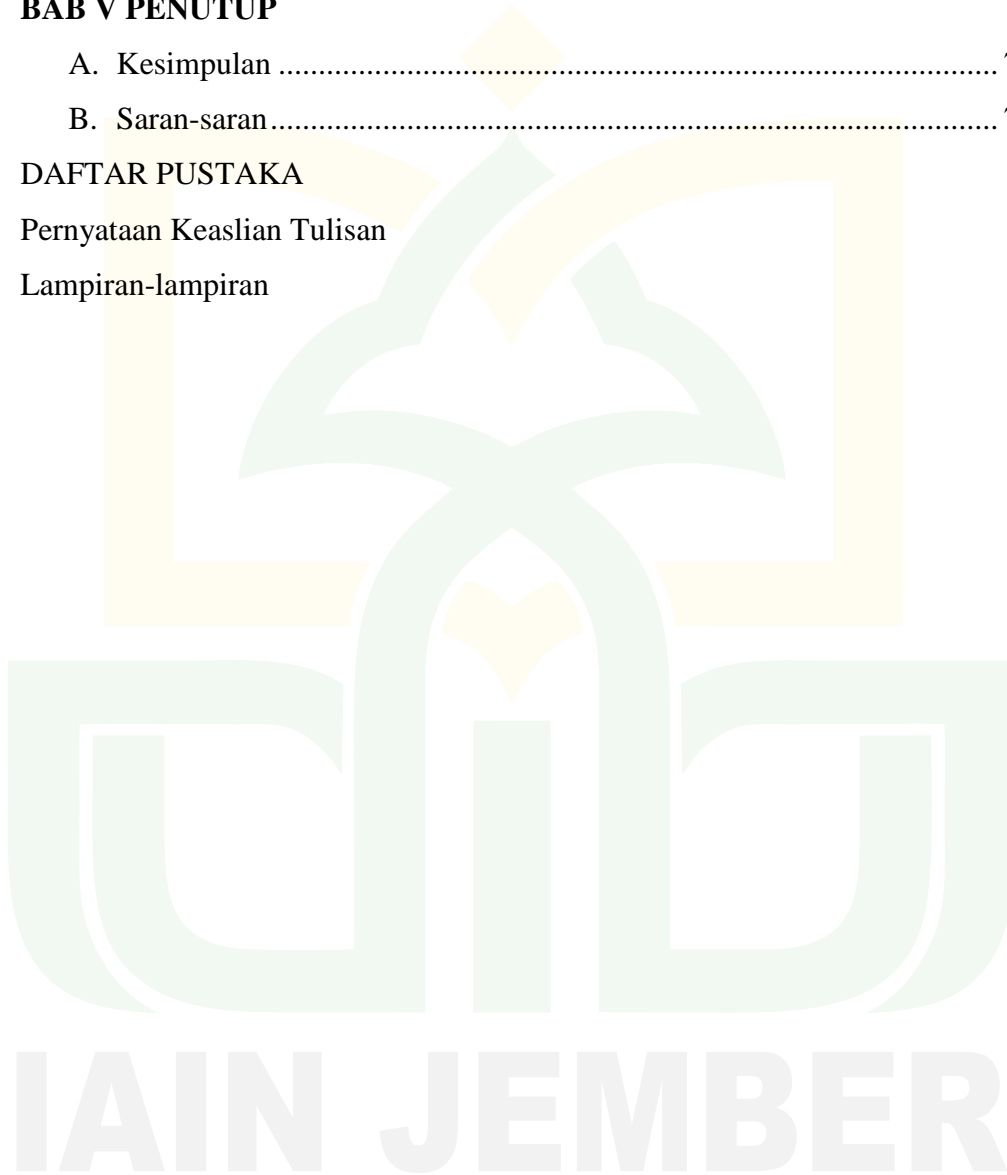 BAB V PENUTUP
A. Kesimpulan ...........................................................................
B. Saran-saran............................................................................
DAFTAR PUSTAKA
Pernyataan Keaslian Tulisan
Lampiran-lampiran
IAIN JEMBER